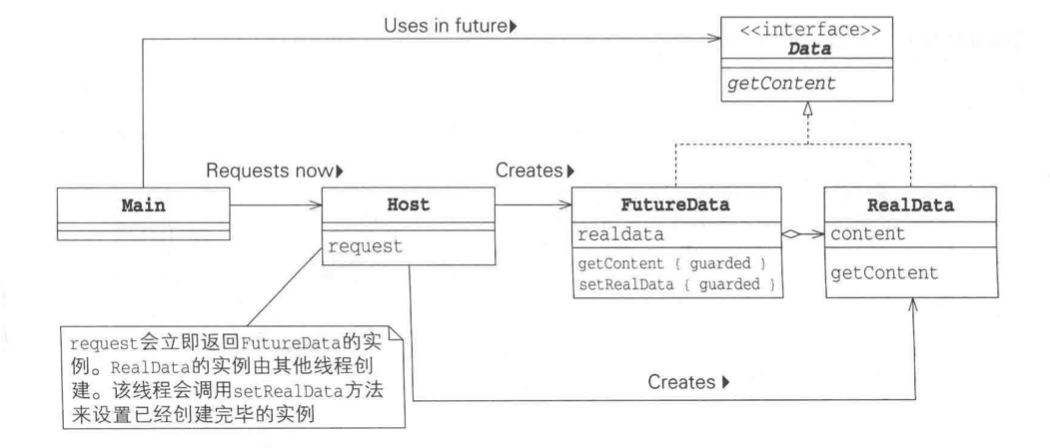 Uses in future
<<interface>>
Data
getContent
Requests now
Creates
Main
Host
request
FutureData
realdata
getContent { guarded }
setRealData { guarded }
RealData
content
getContent
request会立即返回FutureData的实
例。RealData的实例由其他线程创
建。该线程会调用setRealData方法
来设置已经创建完毕的实例
Creates